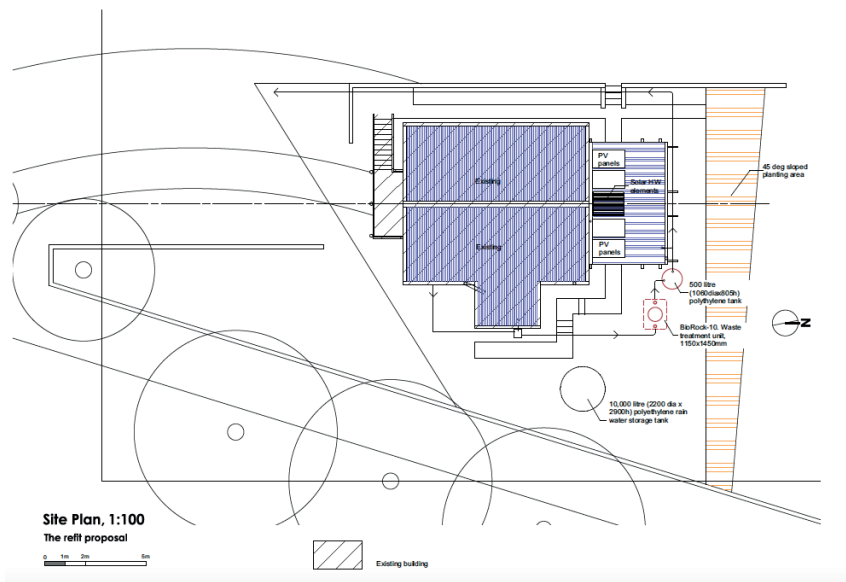 PV
panels
Existing
Solar HW
elements
45 deg sloped
planting area
Existing
PV
panels
500 litre
(1060diax805h)
polythylene tank
N
BioRock-10. Waste
treatment unit,
1150x1450mm
10,000 litre (2200 dia x
2900h) polyethylene rain
water storage tank
Site Plan, 1:100
The refit proposal
0 1m 2m 5m
Existing building